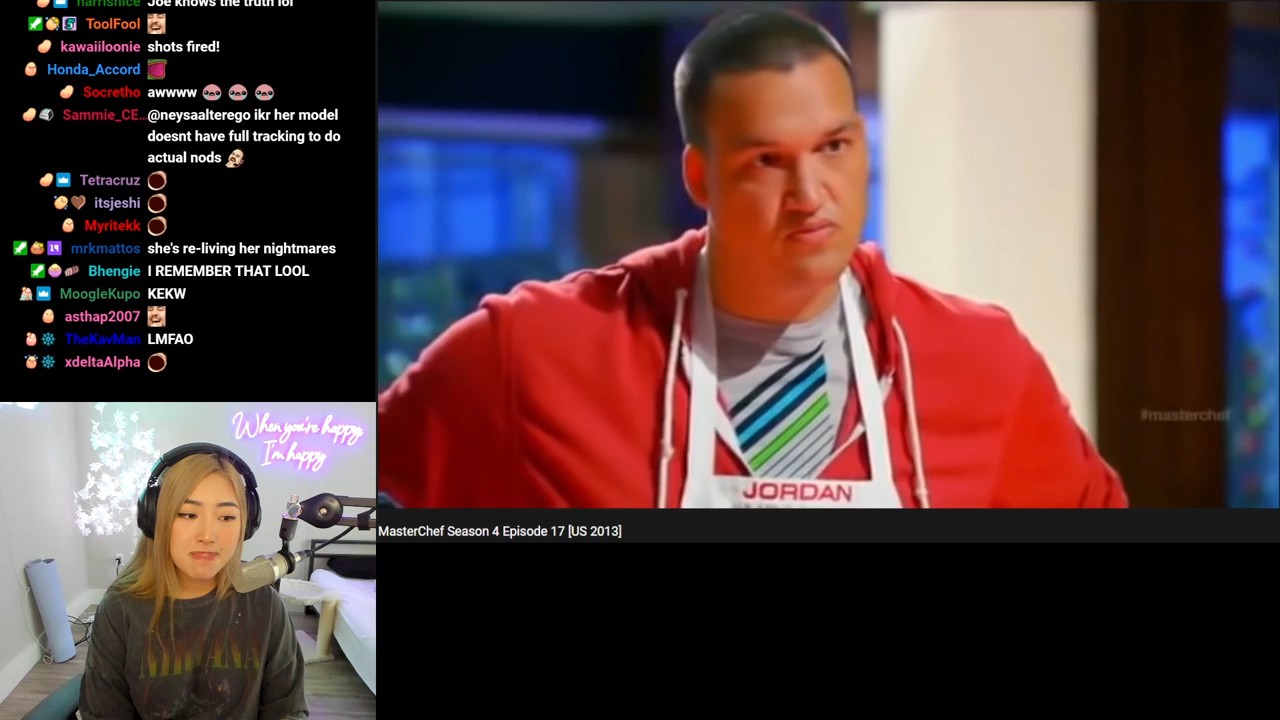 harrisnice Joe knows the truth lol
ToolFool
kawaiiloonie shots fired!
Honda_Accord
Socretho awwww
Sammie_CE... @neysaalterego ikr her model
doesnt have full tracking to do
actual nods
Tetracruz
itsjeshi
Myritekk
19 mrkmattos she's re-living her nightmares
Bhengie I REMEMBER THAT LOOL
MoogleKupo KEKW
asthap2007
TheKavMan LMFAO
xdeltaAlpha
When you're happy
I'm happy
NIRVANA
#masterchef
JORDAN
MasterChef Season 4 Episode 17 [US 2013]